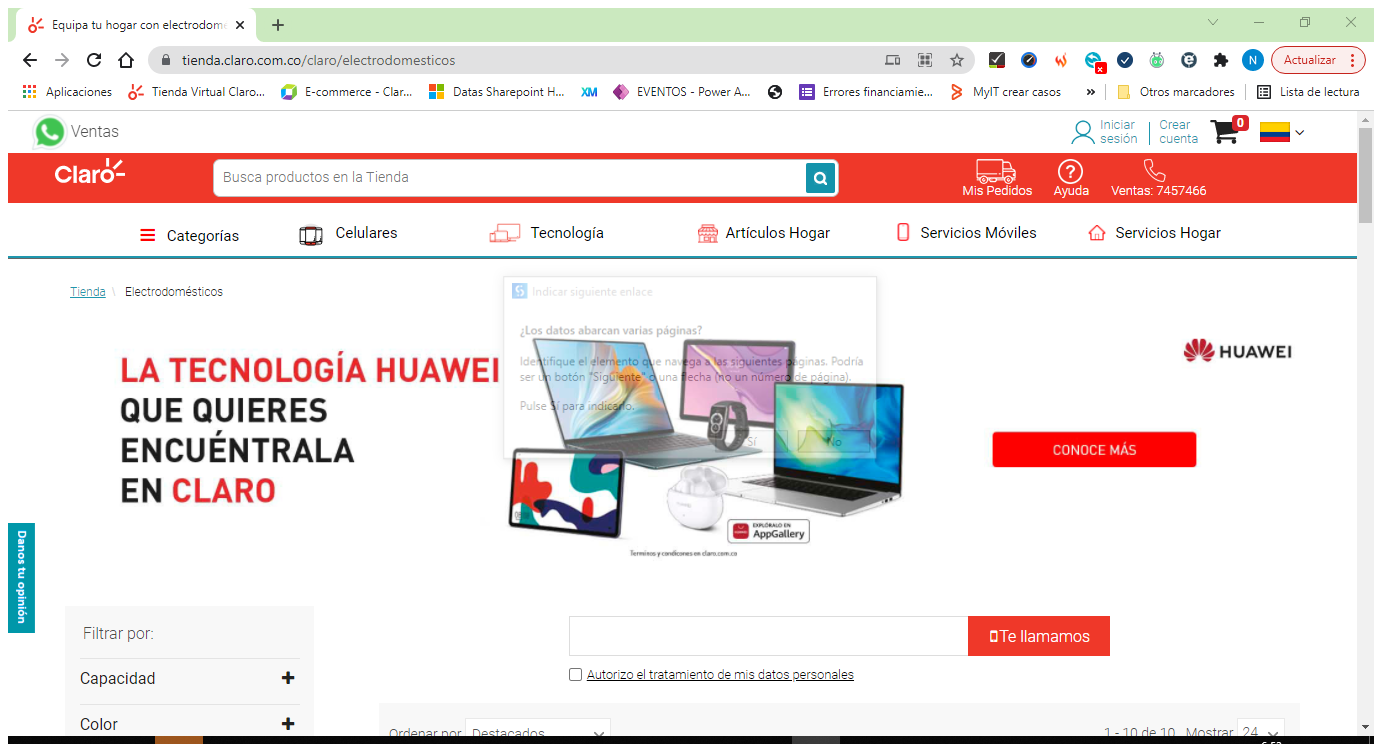 Equipa tu hogar con electrodomé
tienda.claro.com.co/claro/electrodomesticos
N
Actualizar
Aplicaciones
Tienda Virtual Claro...
E-commerce - Clar...
Datas Sharepoint H...
XM
EVENTOS - Power A...
Errores financiamie...
MyIT crear casos
»
Otros marcadores
Lista de lectura
Ventas
Iniciar
sesión
Crear
cuenta
0
Claro
Busca productos en la Tienda
Mis Pedidos
Ayuda
Ventas: 7457466
Categorías
Celulares
Tecnología
Artículos Hogar
Servicios Móviles
Servicios Hogar
Tienda \ Electrodomésticos
Indicar siguiente enlace
¿Los datos abarcan varias páginas?
Identifique el elemento que navega a las siguientes páginas. Podría
ser un botón "Siguiente" o una flecha (no un número de página).
Pulse Sí para indicarlo.
Sí
No
LA TECNOLOGÍA HUAWEI
QUE QUIERES
ENCUÉNTRALA
EN CLARO
HUAWEI
CONOCE MÁS
EXPLÓRALO EN
AppGallery
Terminos y condicones en claro.com.co
Danos tu opinión
Filtrar por:
Capacidad
Color
Te llamamos
Autorizo el tratamiento de mis datos personales
Ordenar por
Destacados
1 - 10 de 10
Mostrar
24